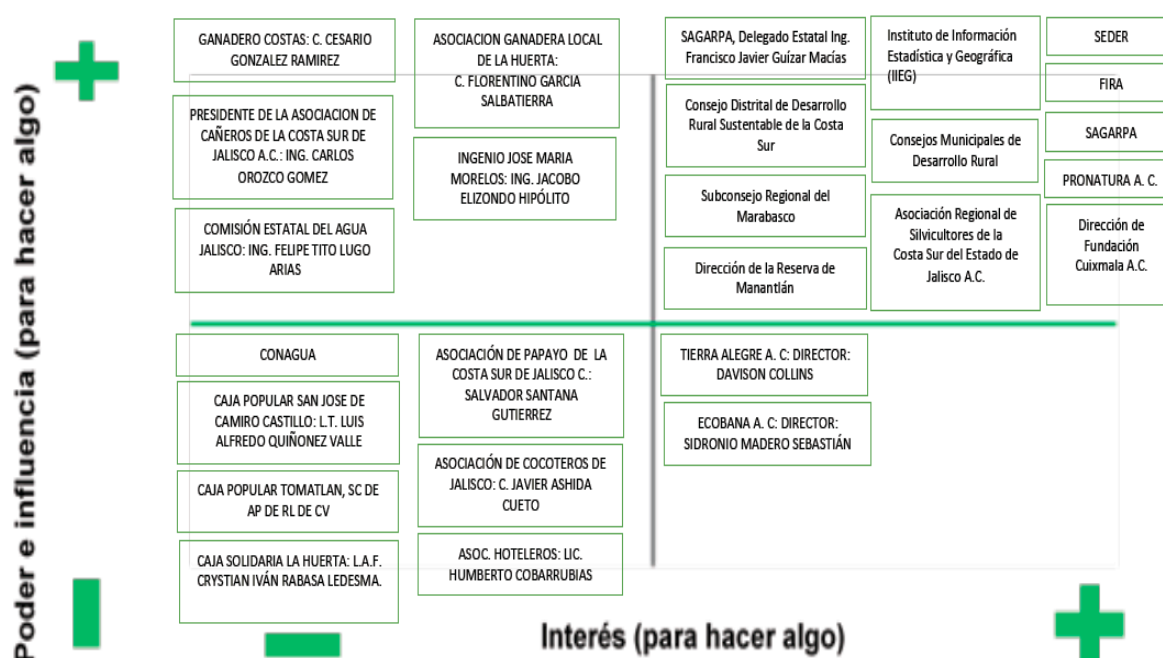 Poder e influencia (para hacer algo)
GANADERO COSTAS: C. CESARIO
GONZALEZ RAMIREZ
PRESIDENTE DE LA ASOCIACION DE
CAÑEROS DE LA COSTA SUR DE
JALISCO A.C.: ING. CARLOS
OROZCO GOMEZ
COMISIÓN ESTATAL DEL AGUA
JALISCO: ING. FELIPE TITO LUGO
ARIAS
ASOCIACION GANADERA LOCAL
DE LA HUERTA:
C. FLORENTINO GARCIA
SALBATIERRA
INGENIO JOSE MARIA
MORELOS: ING. JACOBO
ELIZONDO HIPÓLITO
SAGARPA, Delegado Estatal Ing.
Francisco Javier Guízar Macías
Consejo Distrital de Desarrollo
Rural Sustentable de la Costa
Sur
Subconsejo Regional del
Marabasco
Dirección de la Reserva de
Manantlán
Instituto de Información
Estadística y Geográfica
(IIEG)
Consejos Municipales de
Desarrollo Rural
Asociación Regional de
Silvicultores de la
Costa Sur del Estado de
Jalisco A.C.
SEDER
FIRA
SAGARPA
PRONATURA A. C.
Dirección de
Fundación
Cuixmala A.C.
CONAGUA
CAJA POPULAR SAN JOSE DE
CAMIRO CASTILLO: L.T. LUIS
ALFREDO QUIÑONEZ VALLE
CAJA POPULAR TOMATLAN, SC DE
AP DE RL DE CV
CAJA SOLIDARIA LA HUERTA: L.A.F.
CRYSTIAN IVÁN RABASA LEDESMA.
ASOCIACIÓN DE PAPAYO DE LA
COSTA SUR DE JALISCO C.:
SALVADOR SANTANA
GUTIERREZ
ASOCIACIÓN DE COCOTEROS DE
JALISCO: C. JAVIER ASHIDA
CUETO
ASOC. HOTELEROS: LIC.
HUMBERTO COBARRUBIAS
TIERRA ALEGRE A. C: DIRECTOR:
DAVISON COLLINS
ECOBANA A. C: DIRECTOR:
SIDRONIO MADERO SEBASTIÁN
Interés (para hacer algo)